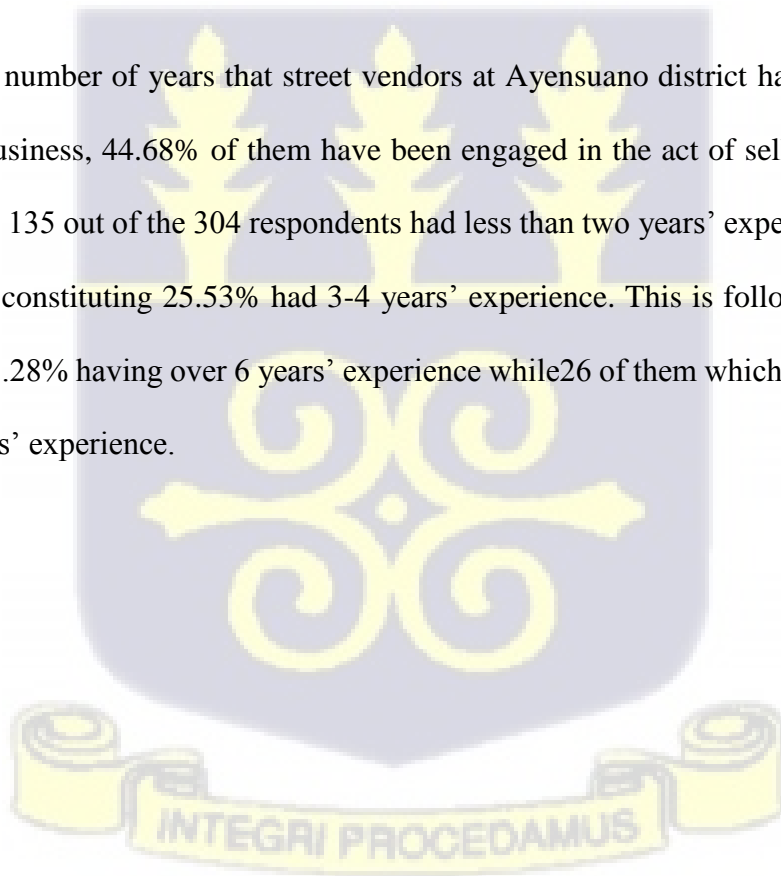 number of years that street vendors at Ayensuano district ha
usiness, 44.68% of them have been engaged in the act of sel
135 out of the 304 respondents had less than two years’ expe
constituting 25.53% had 3-4 years’ experience. This is follo
.28% having over 6 years’ experience while26 of them which
s’ experience.
INTEGRI PROCEDAMUS